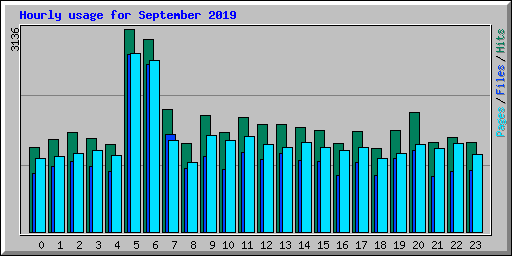 Hourly usage for September 2019
3136
Pages/Files/Hits
0 1 2 3 4 5 6 7 8 9 10 11 12 13 14 15 16 17 18 19 20 21 22 23